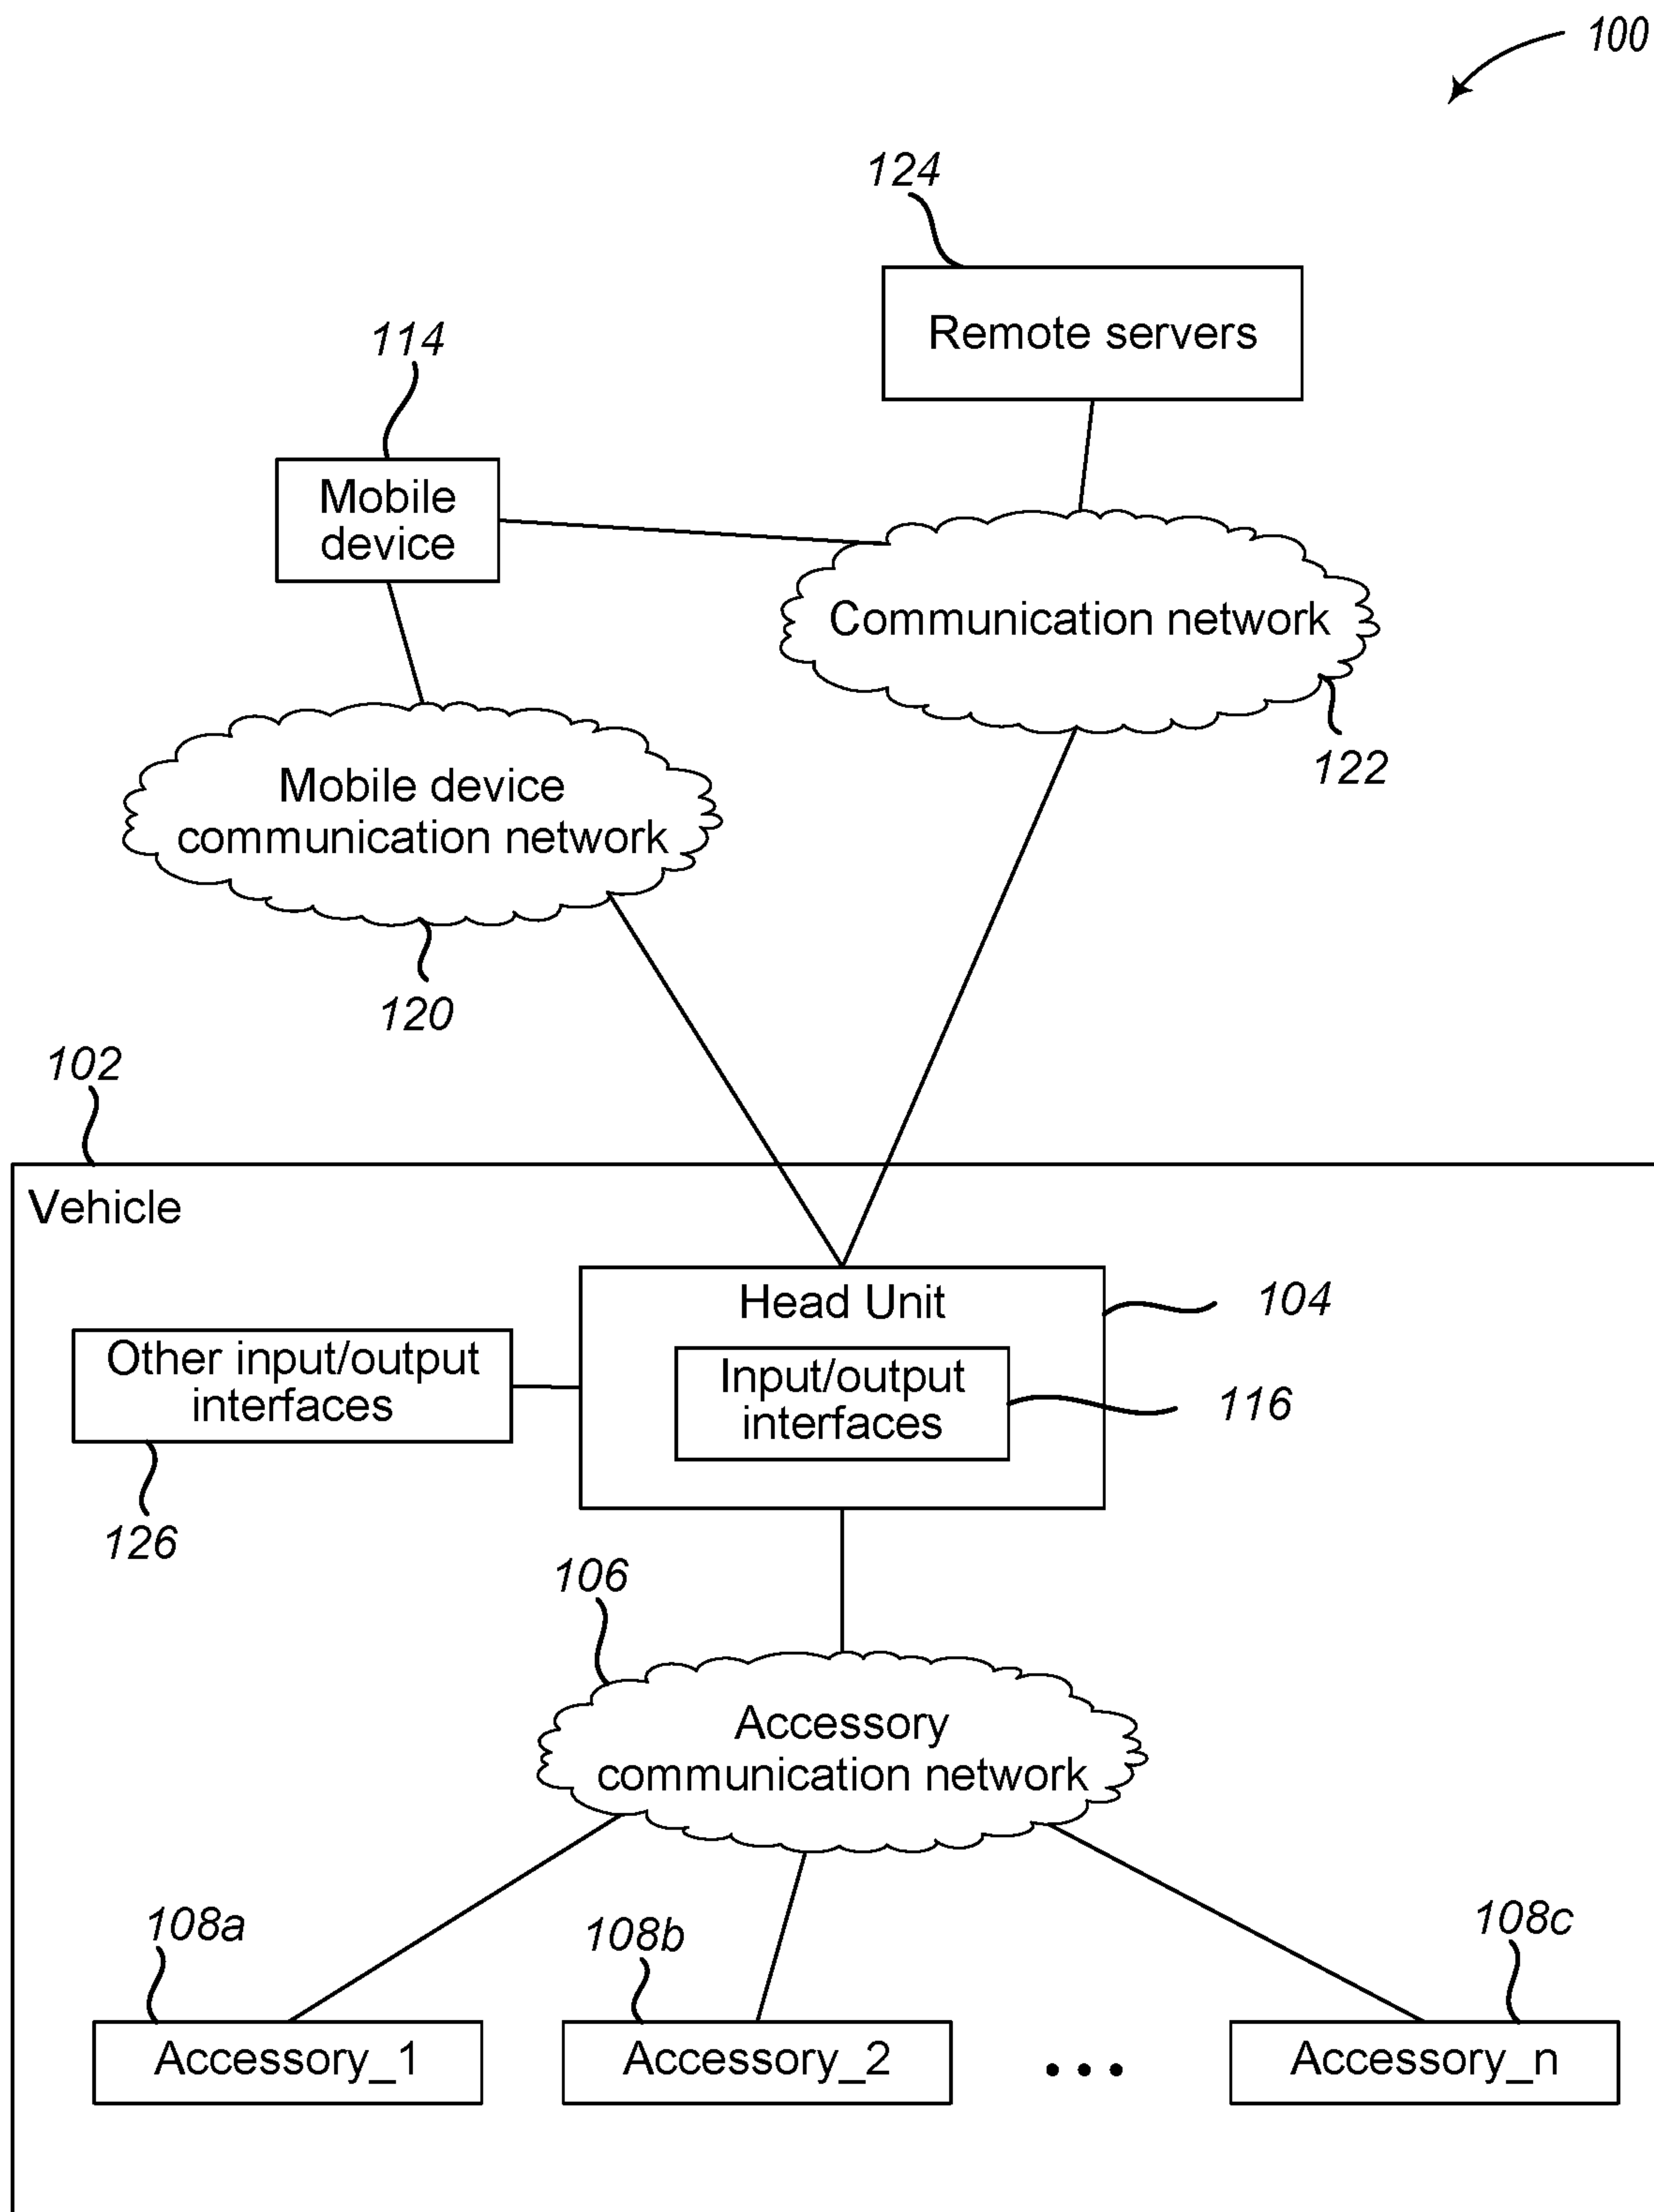 100
124
Remote servers
114
Mobile
device
Communication network
122
Mobile device
communication network
120
102
Vehicle
Head Unit
104
Other input/output
interfaces
Input/output
interfaces
116
126
106
Accessory
communication network
108a
108b
108c
Accessory_1
Accessory_2
...
Accessory_n